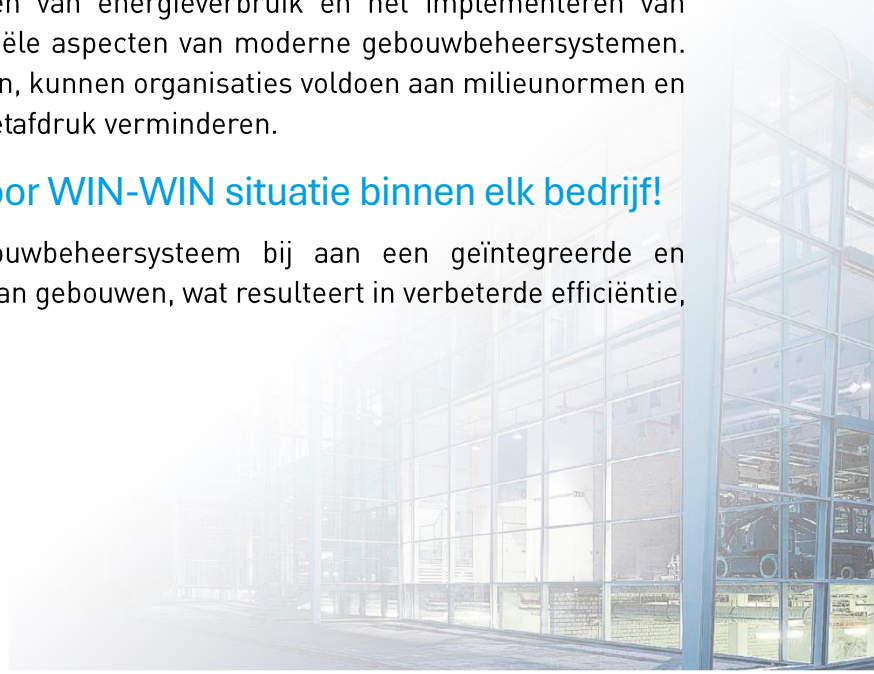 en van energieverbruik en het implementeren van
ële aspecten van moderne gebouwbeheersystemen.
n, kunnen organisaties voldoen aan milieunormen en
etafdruk verminderen.
oor WIN-WIN situatie binnen elk bedrijf!
ouwbeheersysteem bij aan een geïntegreerde en
an gebouwen, wat resulteert in verbeterde efficiëntie,